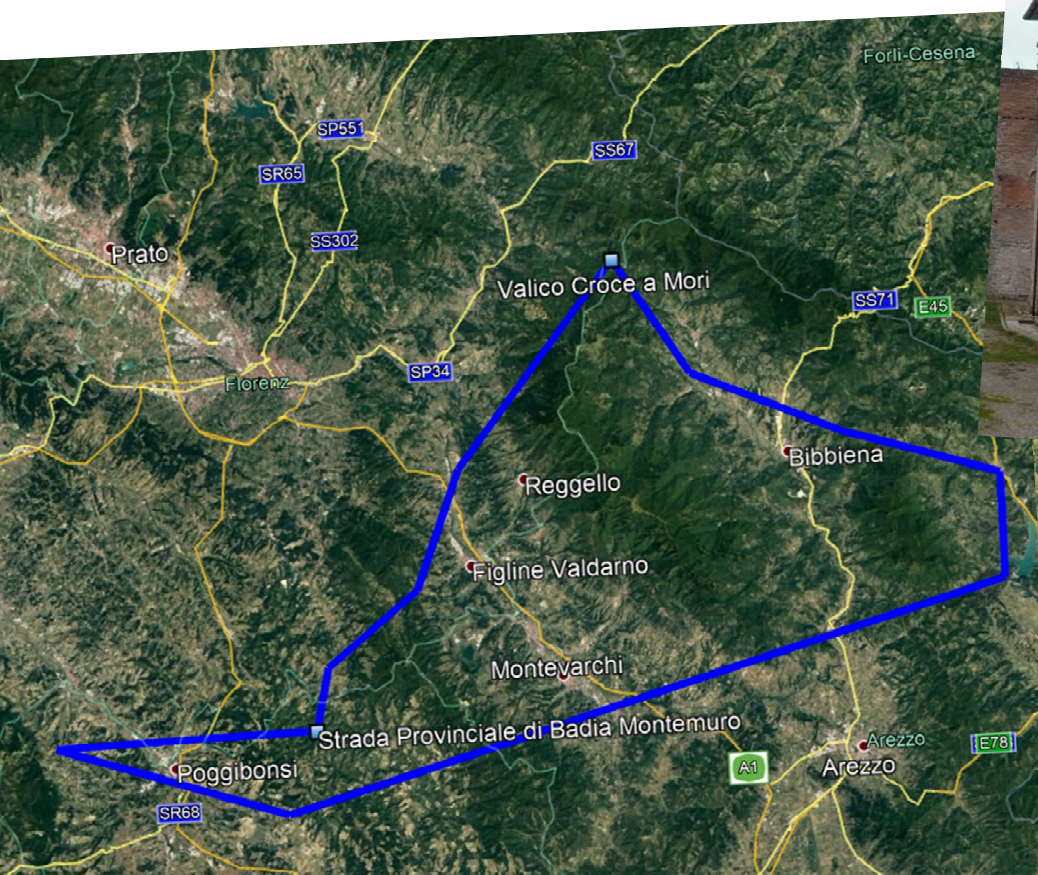 Forlì-Cesena
SP551
SS67
SR65
SS302
Prato
Valico Croce a Mori
SS71
E45
SP34
Florenz
Bibbiena
Reggello
Figline Valdarno
Montevarchi
Strada Provinciale di Badia Montemuro
Arezzo
E78
Poggibonsi
A1
Arezzo
SR68